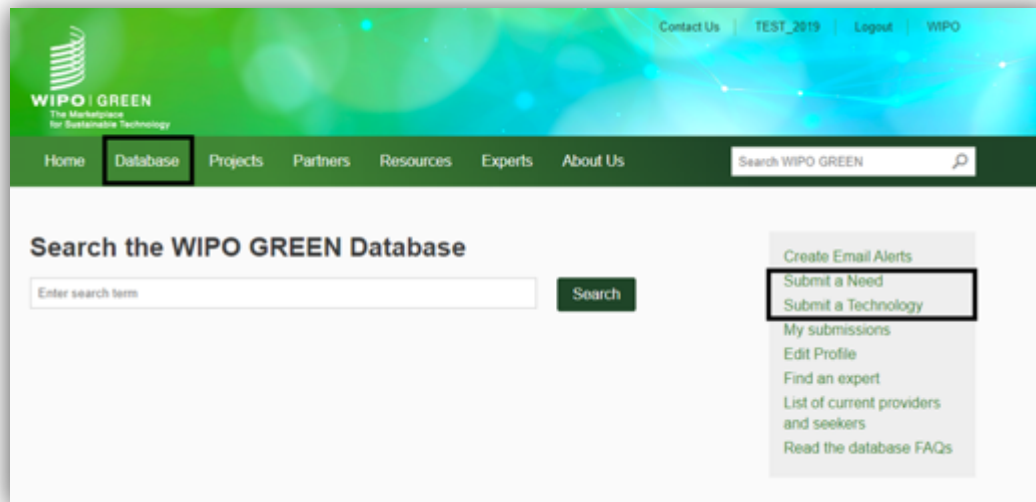 Contact Us | TEST_2019 | Logout | WIPO
WIPO | GREEN
The Marketplace
for Sustainable Technology
Home Database Projects Partners Resources Experts About Us Search WIPO GREEN
Search the WIPO GREEN Database
Enter search term Search
Create Email Alerts
Submit a Need
Submit a Technology
My submissions
Edit Profile
Find an expert
List of current providers
and seekers
Read the database FAQs